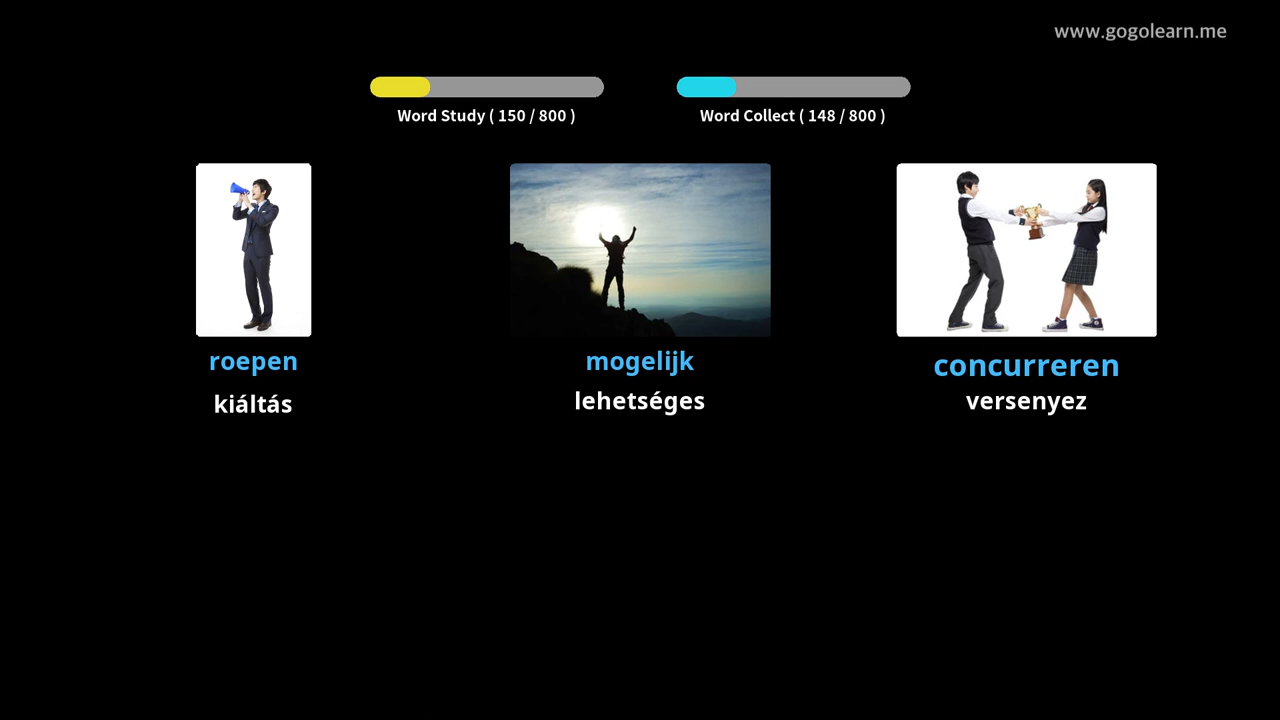 www.gogolearn.me
Word Study ( 150 / 800 )
Word Collect ( 148 / 800 )
roepen
kiáltás
mogelijk
lehetséges
concurreren
versenyez